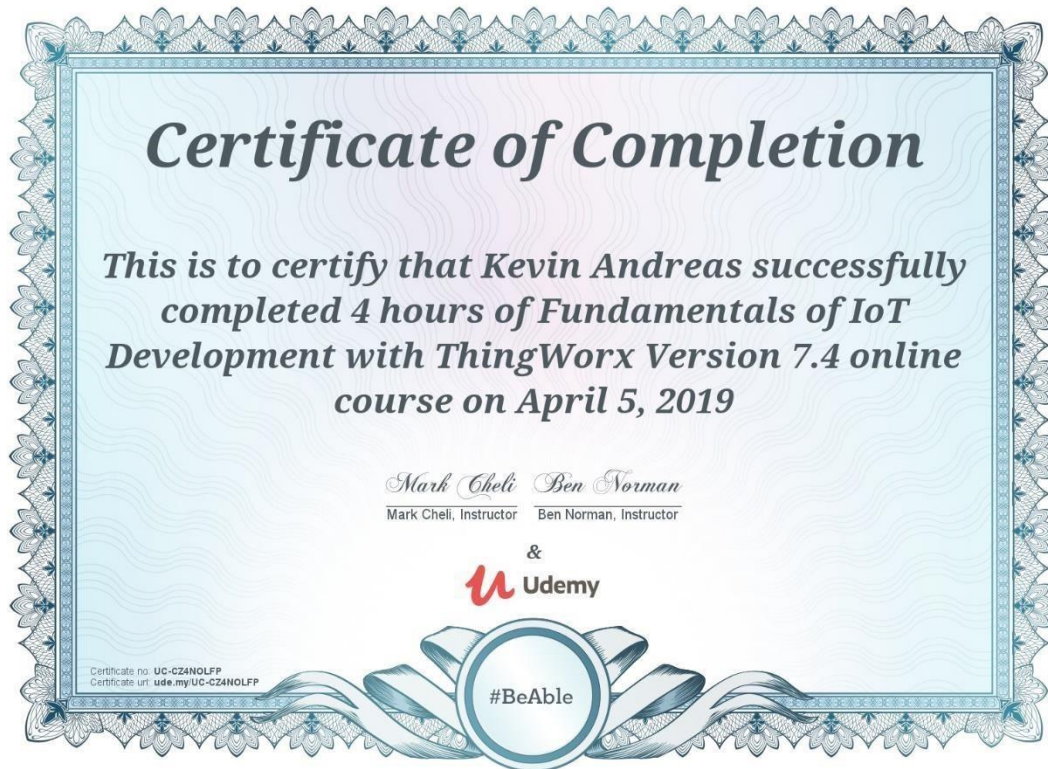 Certificate of Completion
This is to certify that Kevin Andreas successfully
completed 4 hours of Fundamentals of IoT
Development with ThingWorx Version 7.4 online
course on April 5, 2019
Mark Cheli Ben Norman
Mark Cheli, Instructor Ben Norman, Instructor
&
Udemy
Certificate no: UC-CZ4NOLFP
Certificate url: ude.my/UC-CZ4NOLFP
#BeAble